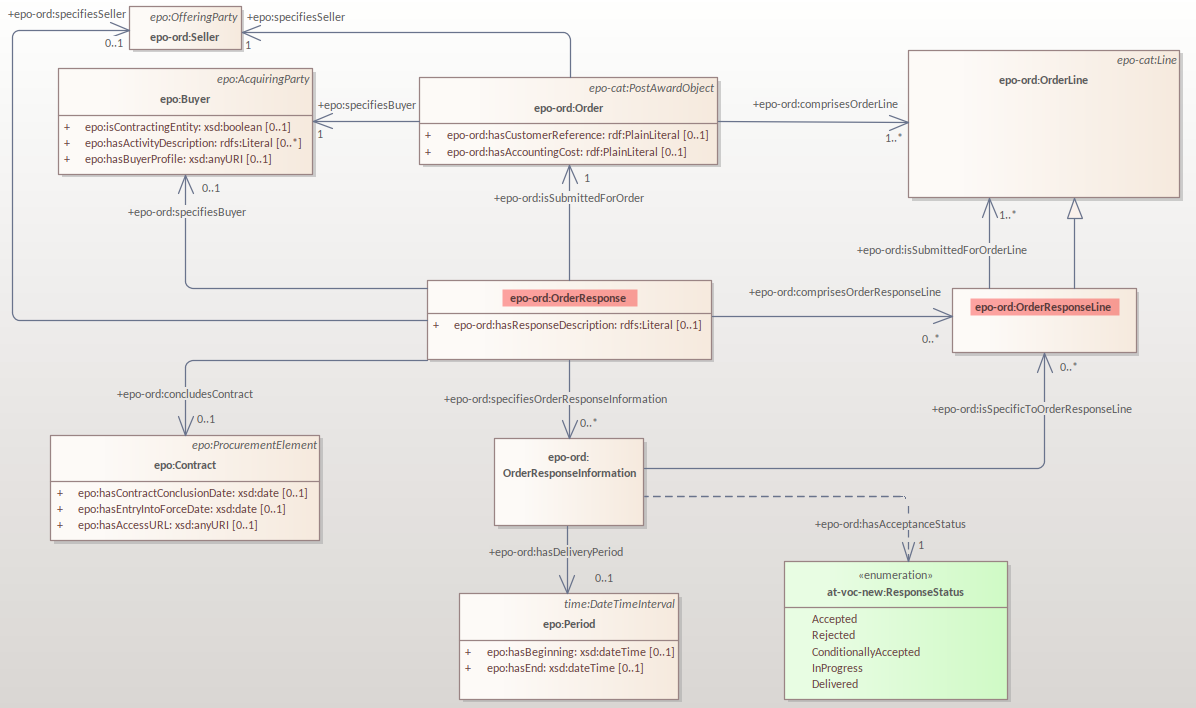 +epo-ord:specifiesSeller
0..1
epo:OfferingParty
epo-ord:Seller
+epo:specifiesSeller
1
epo:AcquiringParty
epo:Buyer
+ epo:isContractingEntity: xsd:boolean [0..1]
+ epo:hasActivityDescription: rdfs:Literal [0..*]
+ epo:hasBuyerProfile: xsd:anyURI [0..1]
+epo:specifiesBuyer
1
epo-cat:PostAwardObject
epo-ord:Order
+ epo-ord:hasCustomerReference: rdf:PlainLiteral [0..1]
+ epo-ord:hasAccountingCost: rdf:PlainLiteral [0..1]
+epo-ord:comprisesOrderLine
1..*
epo-cat:Line
epo-ord:OrderLine
0..1
+epo-ord:specifiesBuyer
1
+epo-ord:isSubmittedForOrder
1..*
+epo-ord:isSubmittedForOrderLine
epo-ord:OrderResponse
+ epo-ord:hasResponseDescription: rdfs:Literal [0..1]
+epo-ord:comprisesOrderResponseLine
0..*
epo-ord:OrderResponseLine
+epo-ord:concludesContract
0..1
+epo-ord:specifiesOrderResponseInformation
0..*
0..*
+epo-ord:isSpecificToOrderResponseLine
epo:ProcurementElement
epo:Contract
+ epo:hasContractConclusionDate: xsd:date [0..1]
+ epo:hasEntryIntoForceDate: xsd:date [0..1]
+ epo:hasAccessURL: xsd:anyURI [0..1]
epo-ord:
OrderResponseInformation
+epo-ord:hasAcceptanceStatus
1
+epo-ord:hasDeliveryPeriod
0..1
time:DateTimeInterval
epo:Period
+ epo:hasBeginning: xsd:dateTime [0..1]
+ epo:hasEnd: xsd:dateTime [0..1]
«enumeration»
at-voc-new:ResponseStatus
Accepted
Rejected
ConditionallyAccepted
InProgress
Delivered